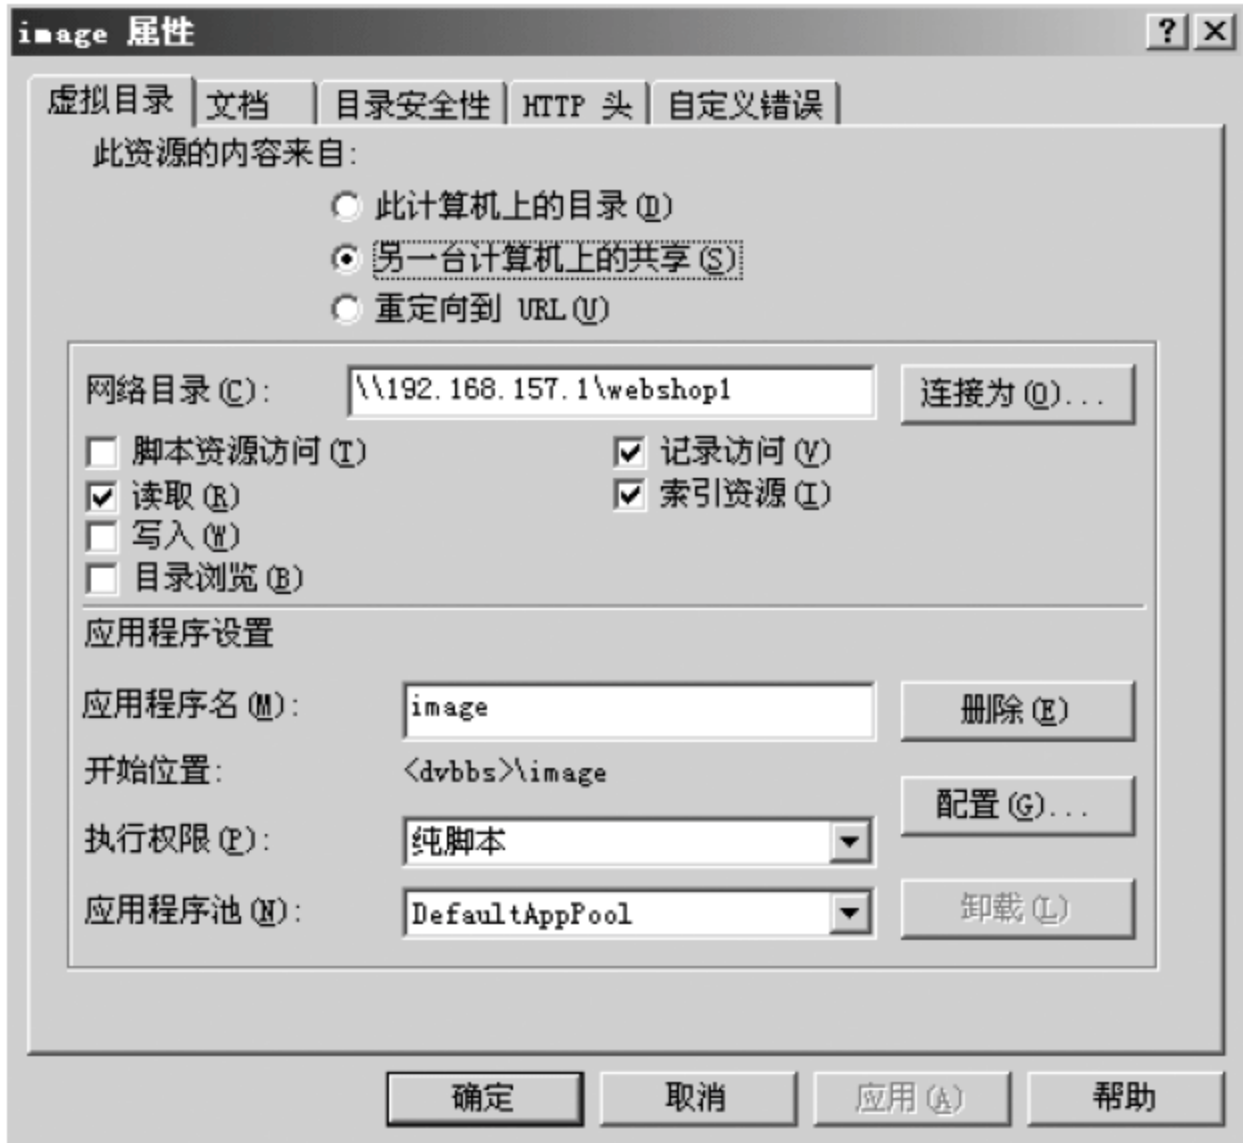 image 属性
虚拟目录 文档 目录安全性 HTTP 头 自定义错误
此资源的内容来自:
此计算机上的目录(D)
另一台计算机上的共享(S)
重定向到 URL(U)
网络目录(C): \\192.168.157.1\webshop1 连接为(O)...
脚本资源访问(T) 记录访问(V)
读取(R) 索引资源(I)
写入(W)
目录浏览(B)
应用程序设置
应用程序名(M): image 删除(E)
开始位置: <dvbbs>\image
配置(G)...
执行权限(P): 纯脚本
应用程序池(N): DefaultAppPool 卸载(L)
确定 取消 应用(A) 帮助